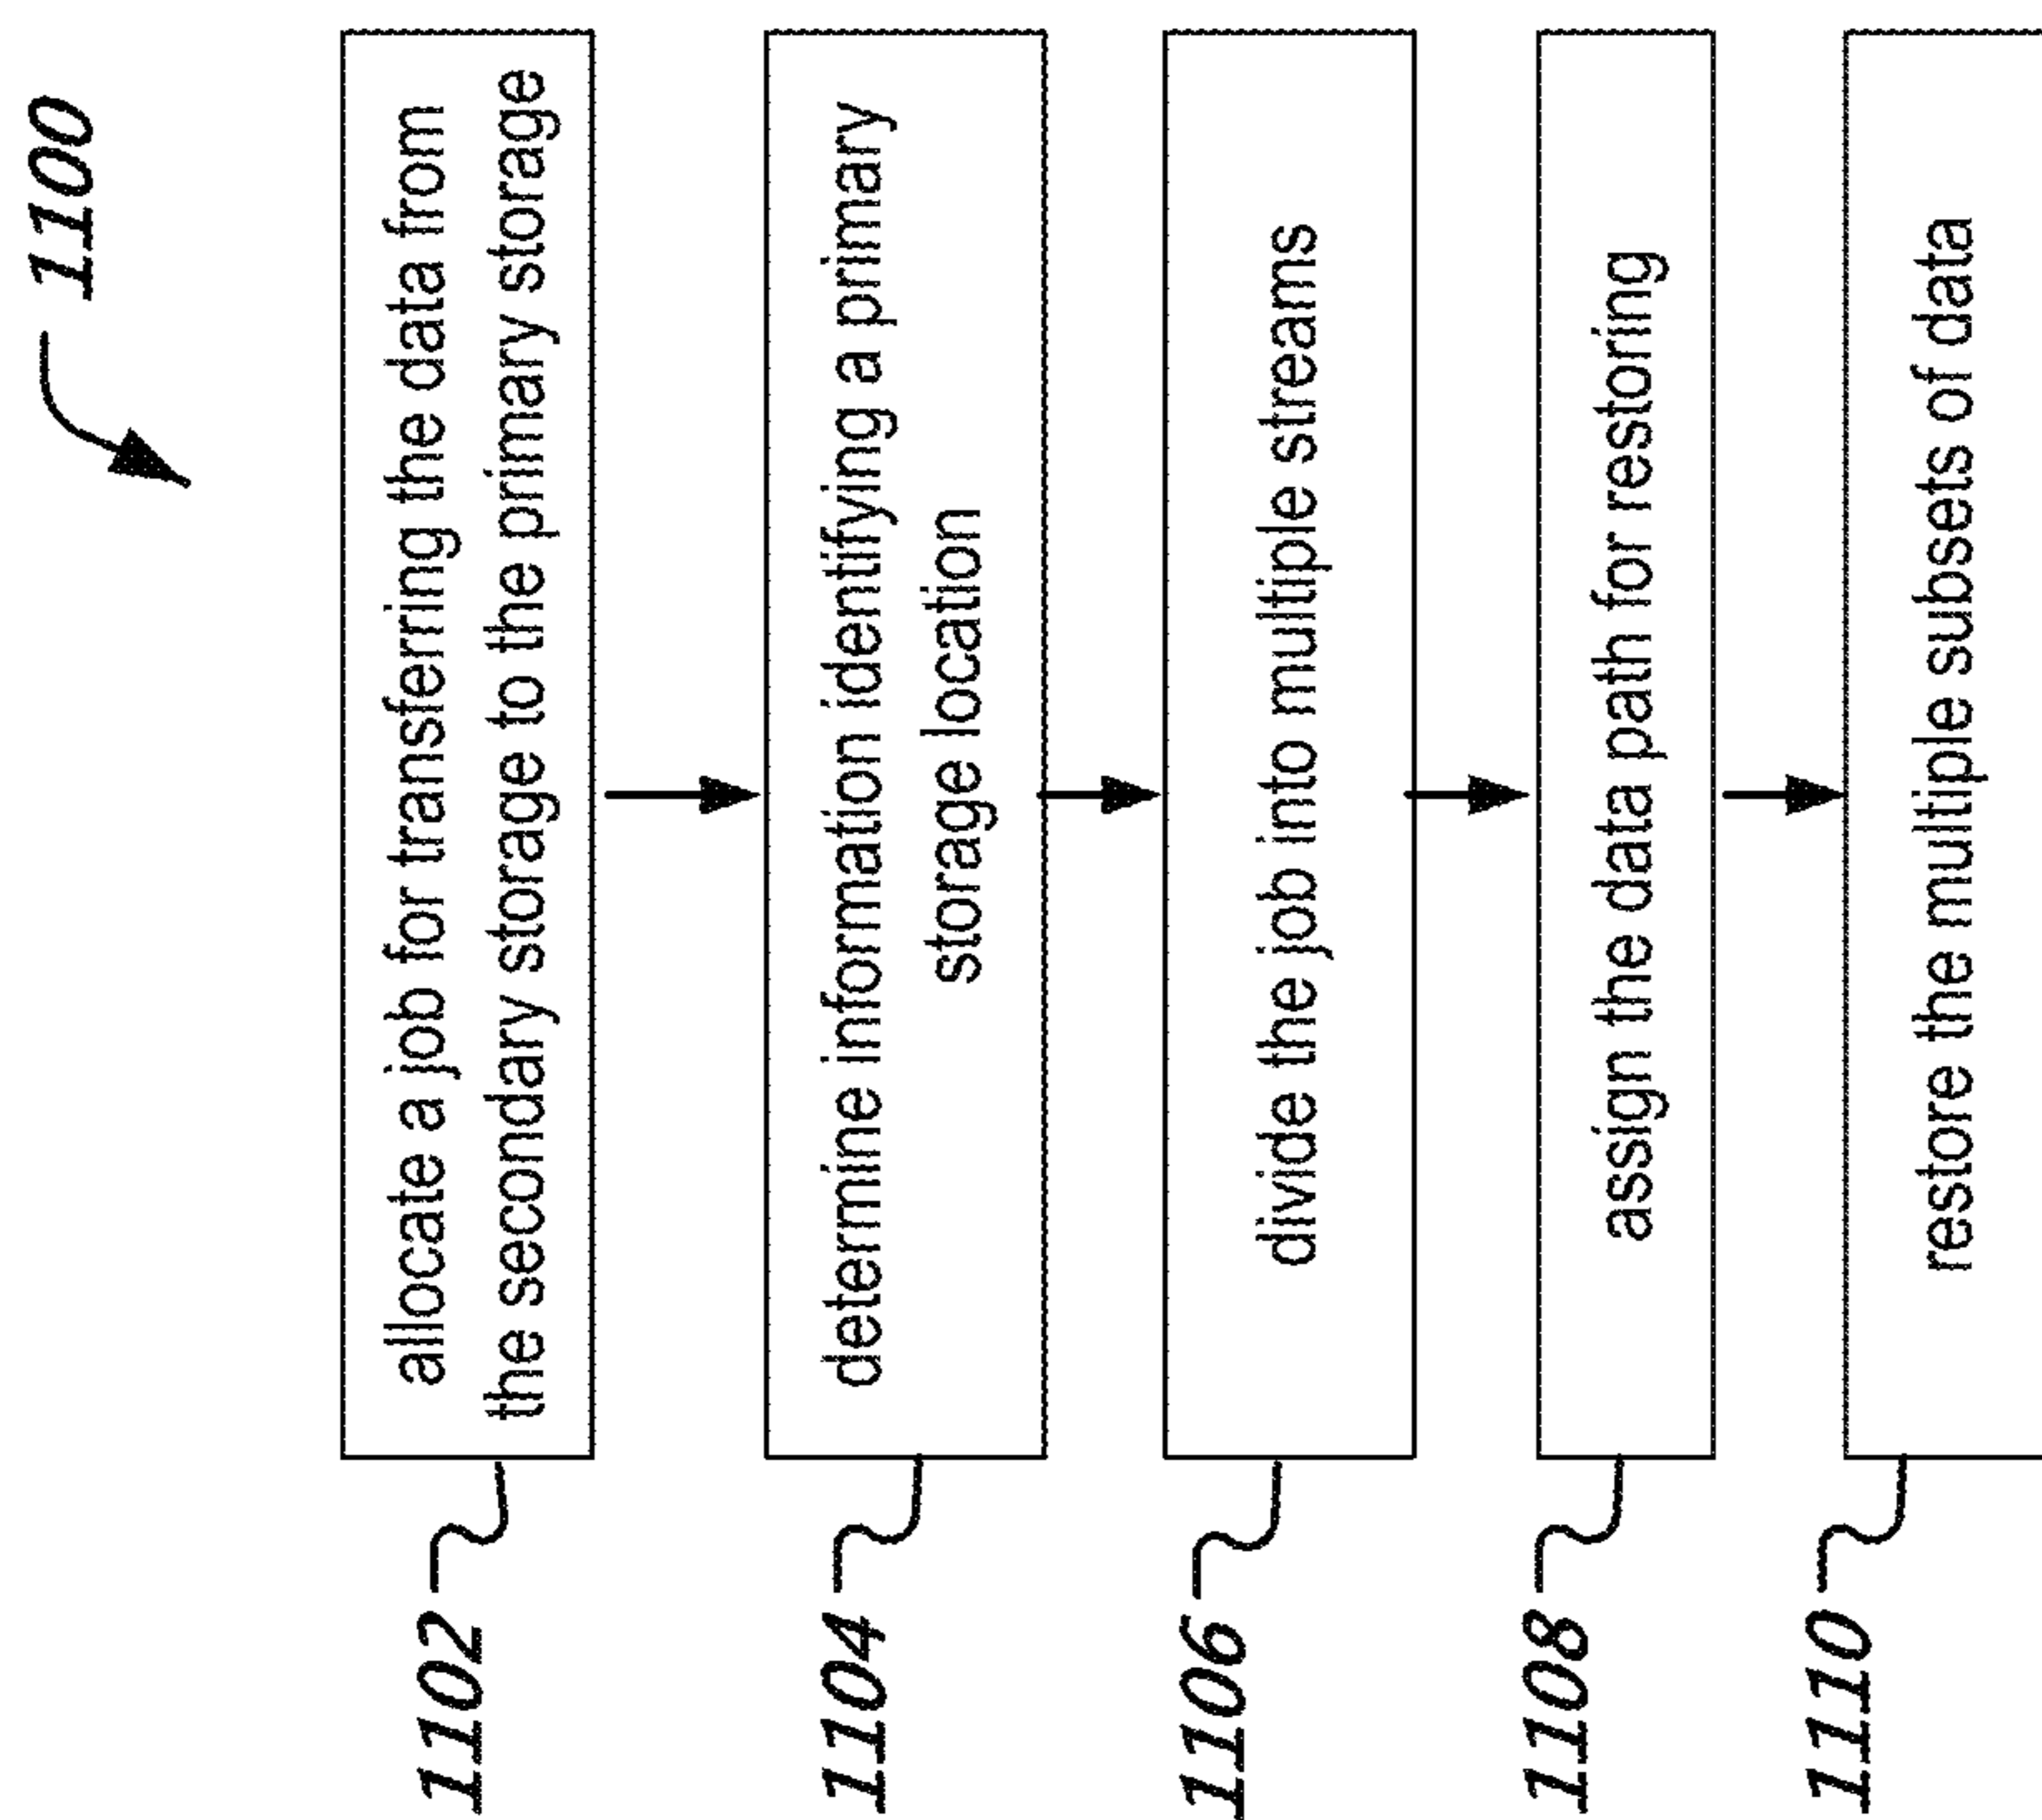 1100
1102
allocate a job for transferring the data from
the secondary storage to the primary storage
1104
determine information identifying a primary
storage location
1106
divide the job into multiple streams
1108
assign the data path for restoring
1110
restore the multiple subsets of data